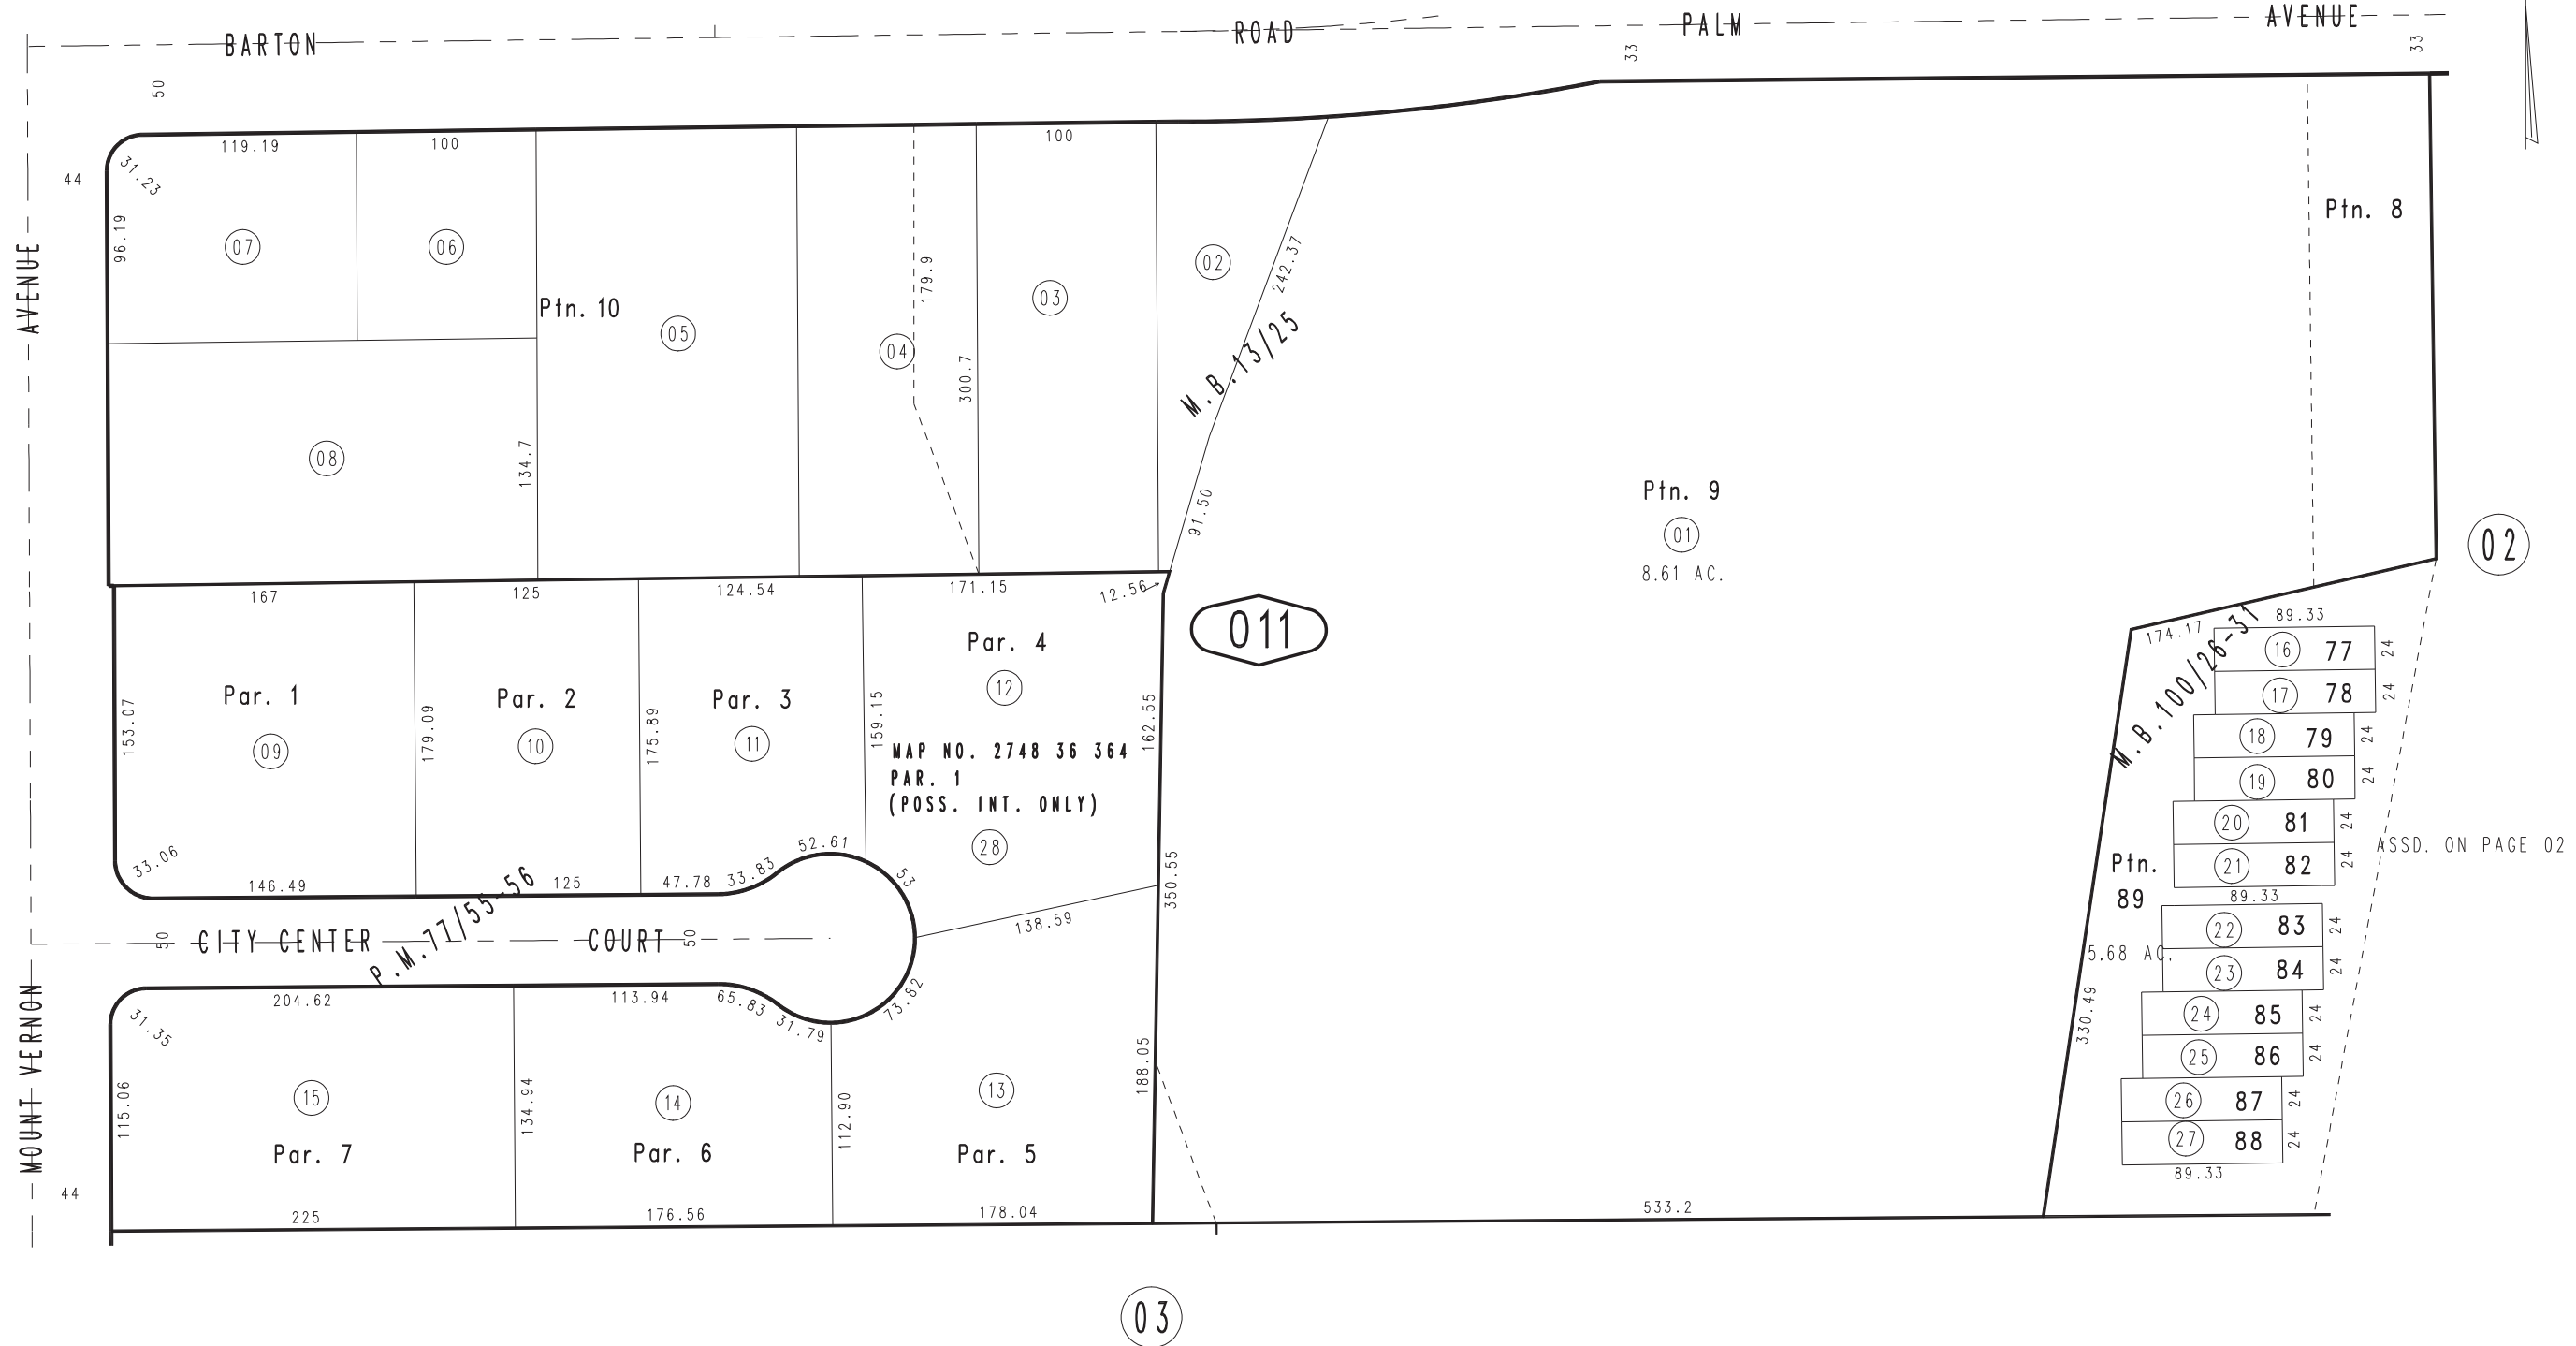 BARTON ROAD PALM AVENUE
33
33
50
44
119.19
100
100
31.23
96.19
AVENUE
07
06
Ptn. 10
05
04
179.9
300.7
03
02
242.37
M.B.13/25
91.50
Ptn. 8
08
134.7
Ptn. 9
01
8.61 AC.
02
167
125
124.54
171.15
12.56
011
Par. 1
09
Par. 2
10
Par. 3
11
Par. 4
12
153.07
179.09
175.89
159.15
162.55
MAP NO. 2748 36 364
PAR. 1
(POSS. INT. ONLY)
28
33.06
146.49
125
47.78
33.83
52.61
53
138.59
350.55
P.M.77/55-56
50
CITY CENTER COURT
50
204.62
113.94
65.83
31.79
73.82
31.35
115.06
134.94
112.90
188.05
MOUNT VERNON
15
Par. 7
14
Par. 6
13
Par. 5
44
225
176.56
178.04
533.2
174.17
M.B.100/26-31
89.33
16 77 24
17 78 24
18 79 24
19 80 24
20 81 24
21 82 24
89.33
ASSD. ON PAGE 02
Ptn.
89
5.68 AC.
330.49
22 83 24
23 84 24
24 85 24
25 86 24
26 87 24
27 88 24
89.33
03